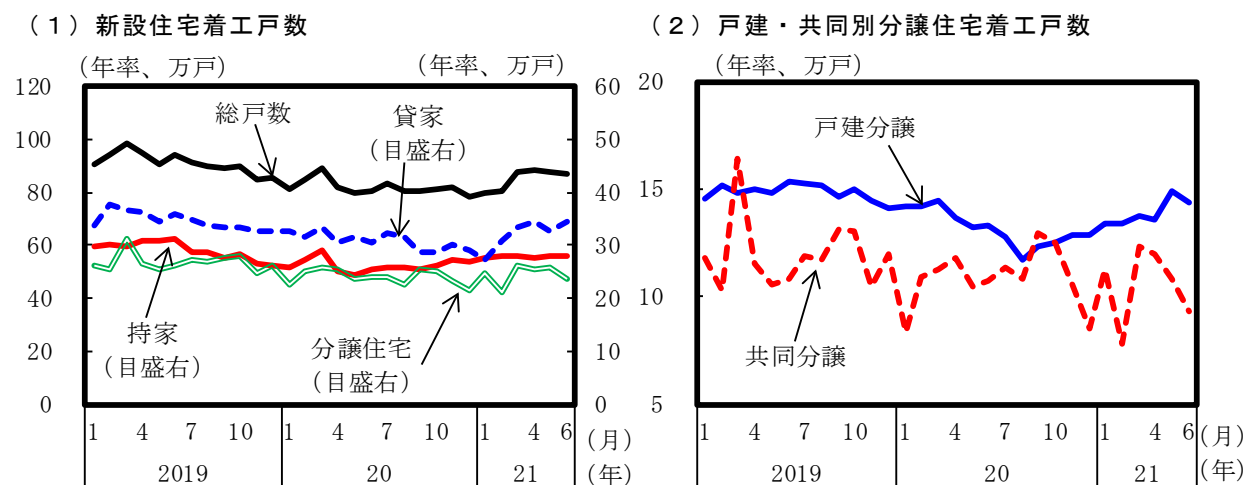 （１）新設住宅着工戸数
（年率、万戸）
（年率、万戸）
120
100
80
60
40
20
0
60
50
40
30
20
10
0
総戸数
貸家
（目盛右）
持家
（目盛右）
分譲住宅
（目盛右）
1 4 7 10 1 4 7 10 1 4 6 （月）
2019 20 21 （年）
（２）戸建・共同別分譲住宅着工戸数
（年率、万戸）
20
15
10
5
戸建分譲
共同分譲
1 4 7 10 1 4 7 10 1 4 6 （月）
2019 20 21 （年）